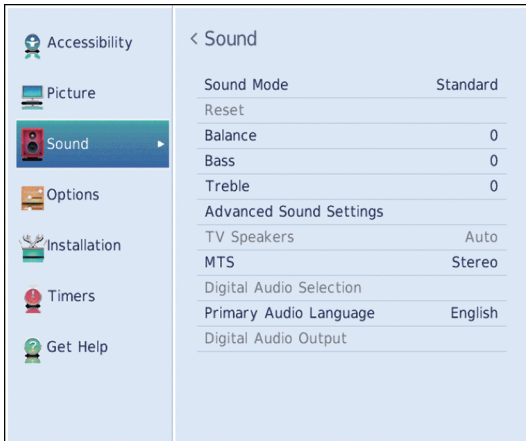 Accessibility
Picture
Sound
Options
Installation
Timers
Get Help
< Sound
Sound Mode Standard
Reset
Balance 0
Bass 0
Treble 0
Advanced Sound Settings
TV Speakers Auto
MTS Stereo
Digital Audio Selection
Primary Audio Language English
Digital Audio Output